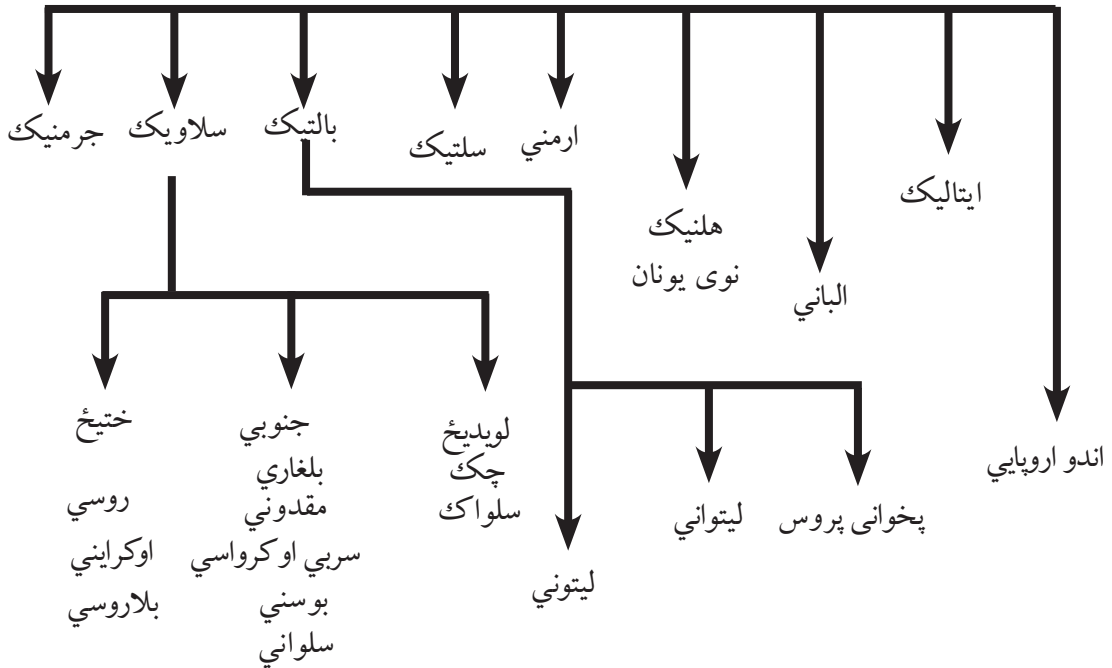 جرمنيک
سلاويک
بالتيک
سلتيک
ارمني
هلنيک
نوی يونان
الباني
ايتاليک
اندو اروپايي
ختيځ
روسي
اوکرايني
بلاروسي
جنوبي
بلغاري
مقدوني
سربي او کرواسي
بوسني
سلواني
لويديځ
چک
سلواک
ليتوني
ليتواني
پخوانی پروس